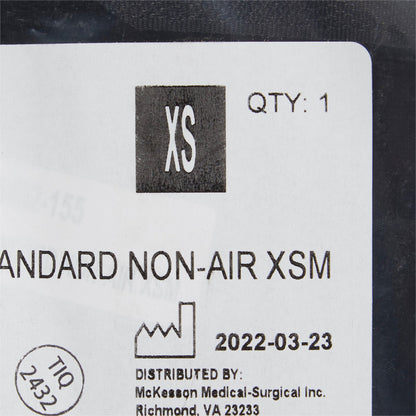 XS
QTY: 1
-155
ANDARD NON-AIR XSM
2022-03-23
TIQ
2432
DISTRIBUTED BY:
McKesson Medical-Surgical Inc.
Richmond, VA 23233